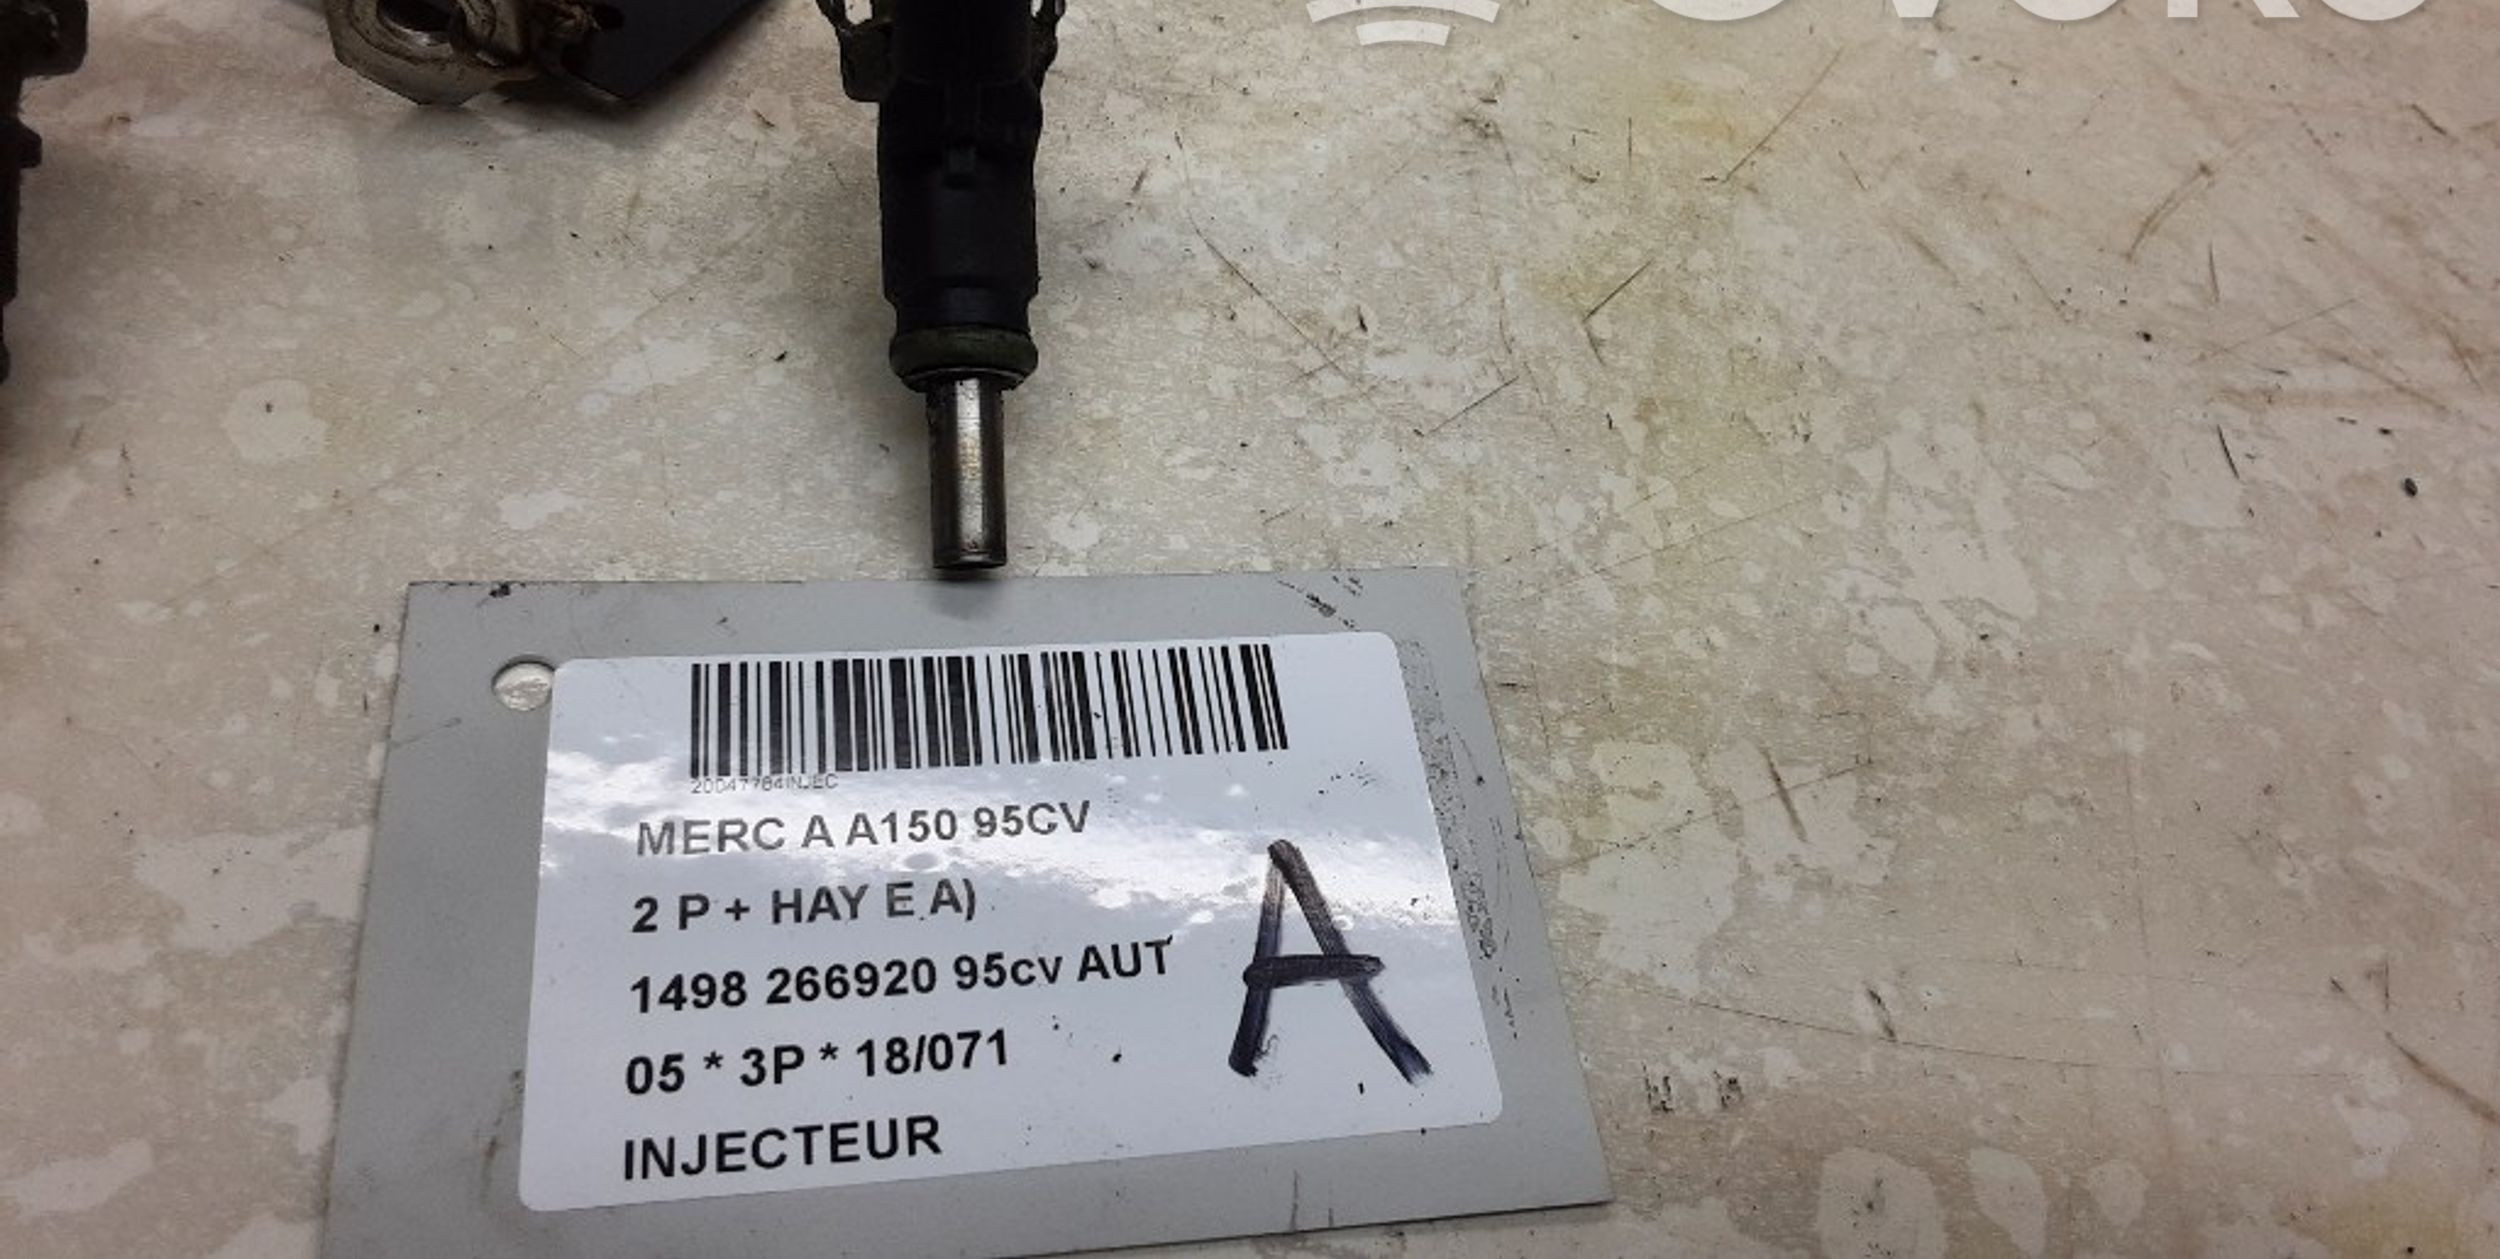 20047784INJEC
MERC A A150 95CV
2 P + HAY E A)
1498 266920 95cv AUT
A
05 * 3P * 18/071
INJECTEUR